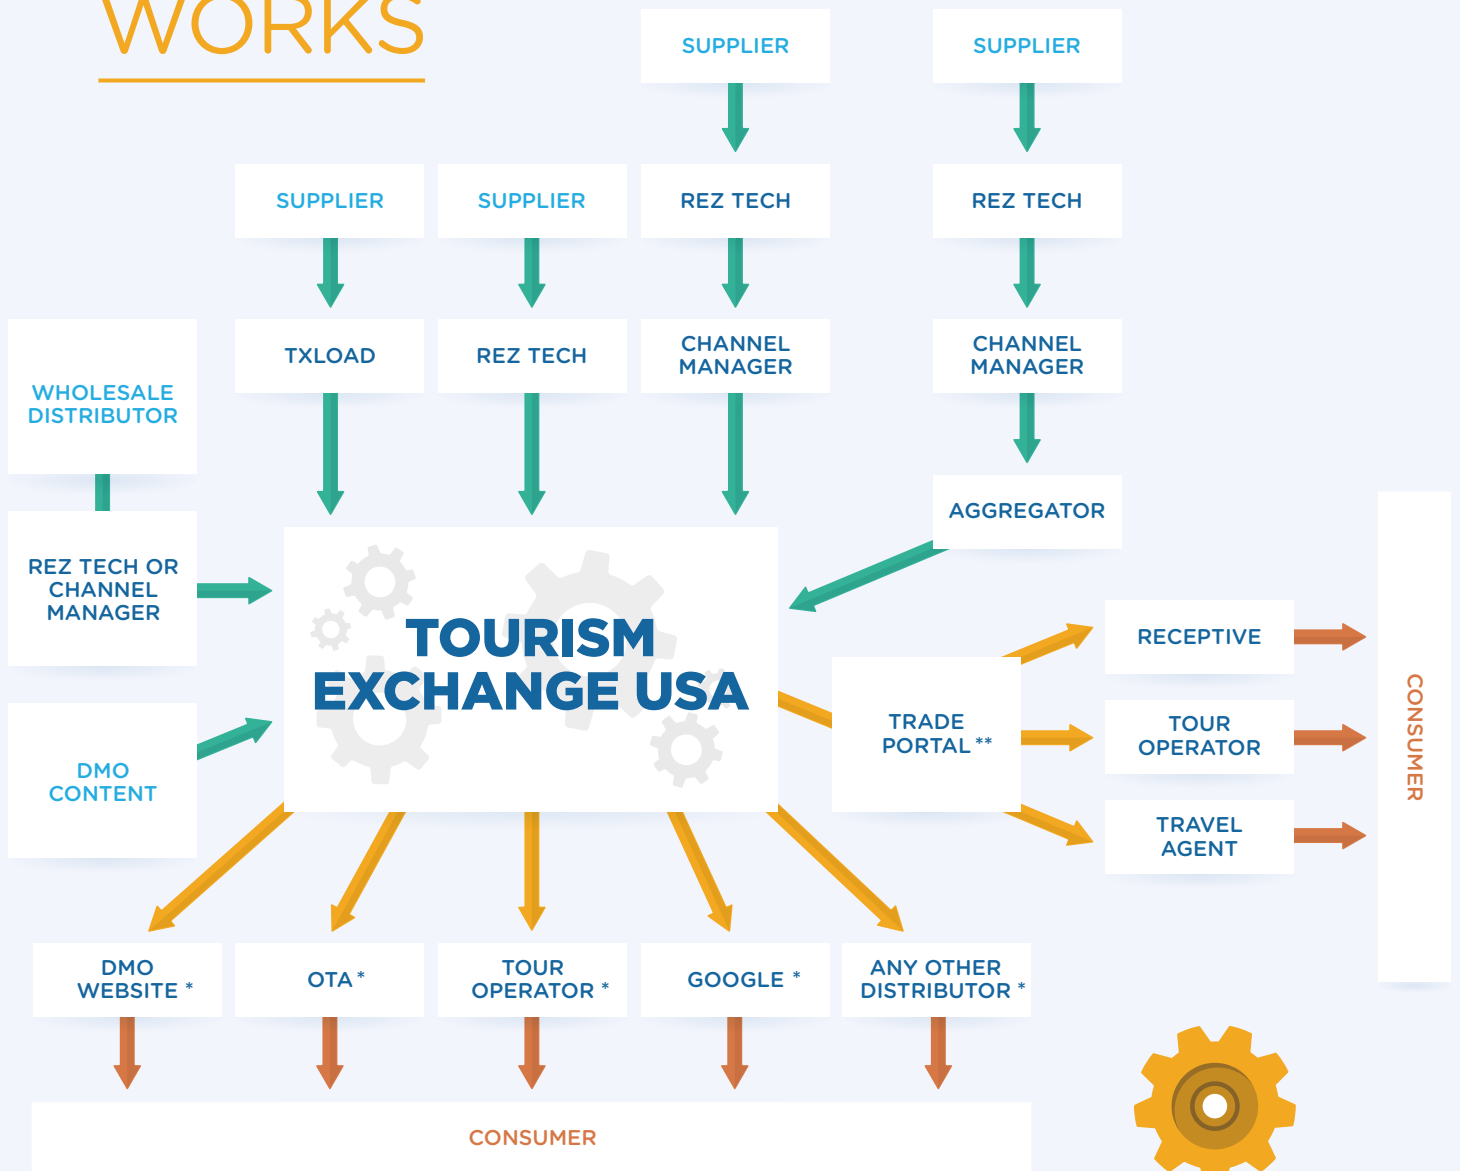 WORKS
SUPPLIER
SUPPLIER
SUPPLIER
SUPPLIER
REZ TECH
REZ TECH
WHOLESALE
DISTRIBUTOR
TXLOAD
REZ TECH
CHANNEL
MANAGER
CHANNEL
MANAGER
AGGREGATOR
REZ TECH OR
CHANNEL
MANAGER
TOURISM
EXCHANGE USA
DMO
CONTENT
TRADE
PORTAL **
RECEPTIVE
TOUR
OPERATOR
TRAVEL
AGENT
CONSUMER
DMO
WEBSITE *
OTA *
TOUR
OPERATOR *
GOOGLE *
ANY OTHER
DISTRIBUTOR *
CONSUMER